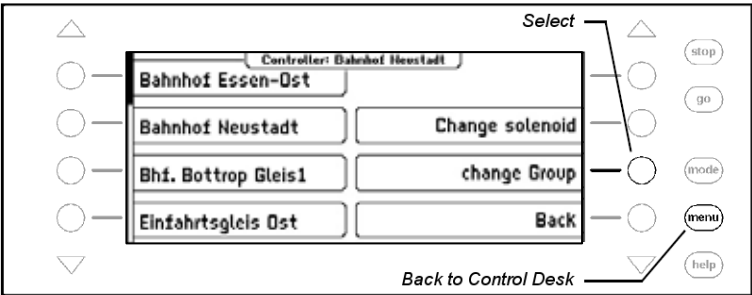 Select
Controller: Bahnhof Neustadt
stop
Bahnhof Essen-Ost
go
Bahnhof Neustadt
Change solenoid
Bhf. Bottrop Gleis1
change Group
mode
Einfahrtsgleis Ost
Back
menu
Back to Control Desk
help